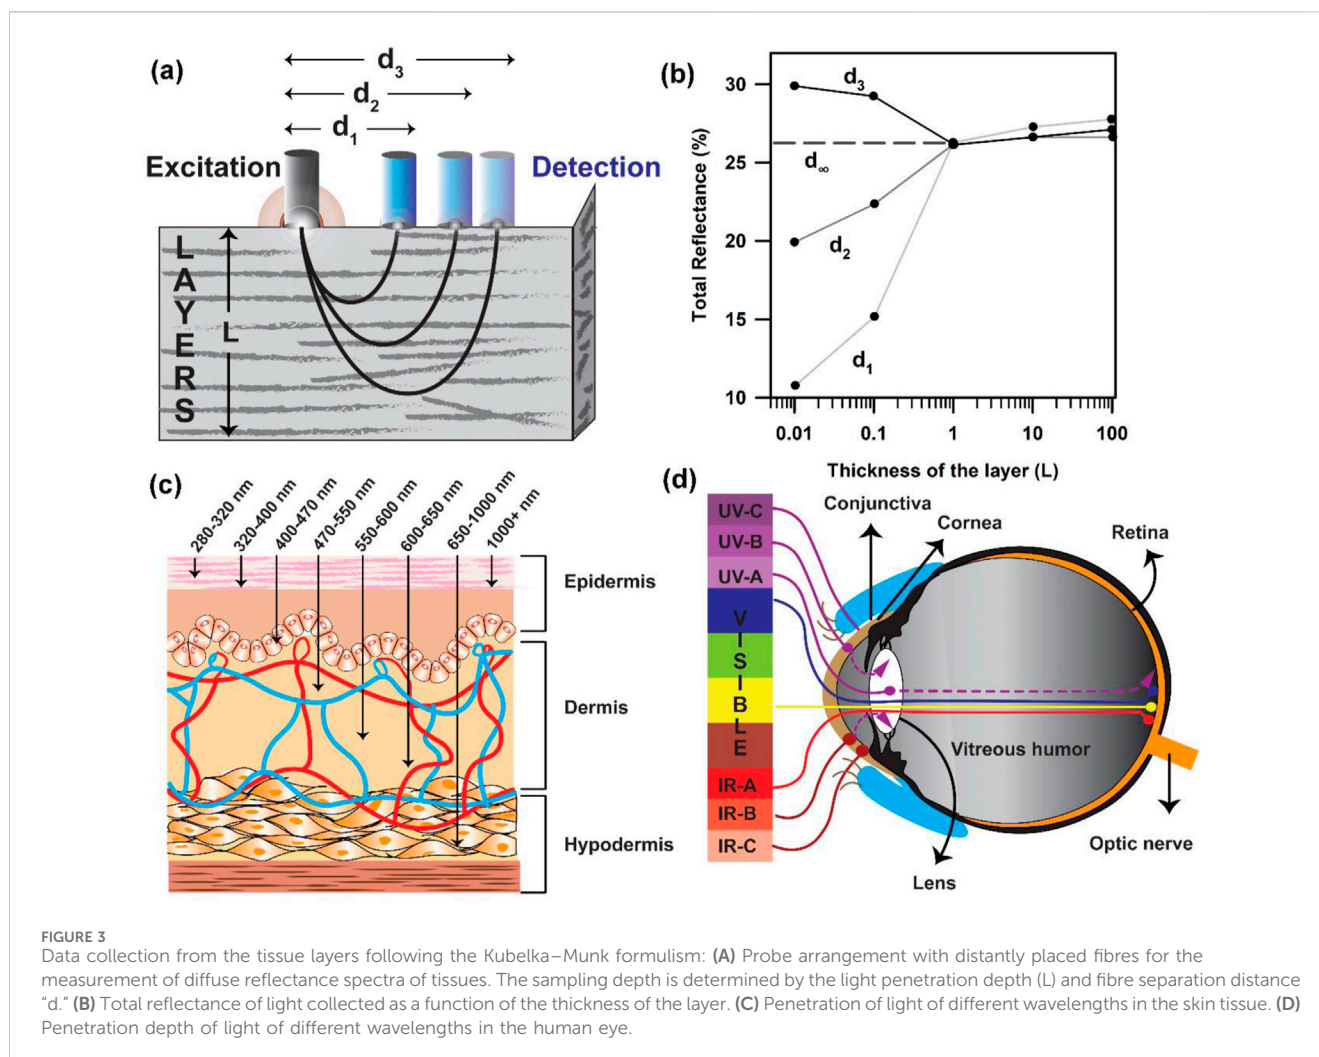 (a)
d3
d2
d1
Excitation
Detection
LAYERS
L
(b)
Total Reflectance (%)
30
25
20
15
10
d3
d∞
d2
d1
0.01 0.1 1 10 100
Thickness of the layer (L)
(c)
280-320 nm
320-400 nm
400-470 nm
470-550 nm
550-600 nm
600-650 nm
650-1000 nm
1000+ nm
Epidermis
Dermis
Hypodermis
(d)
UV-C
UV-B
UV-A
VISIBLE
IR-A
IR-B
IR-C
Conjunctiva
Cornea
Retina
Vitreous humor
Optic nerve
Lens
FIGURE 3
Data collection from the tissue layers following the Kubelka–Munk formulism: (A) Probe arrangement with distantly placed fibres for the
measurement of diffuse reflectance spectra of tissues. The sampling depth is determined by the light penetration depth (L) and fibre separation distance
“d.” (B) Total reflectance of light collected as a function of the thickness of the layer. (C) Penetration of light of different wavelengths in the skin tissue. (D)
Penetration depth of light of different wavelengths in the human eye.